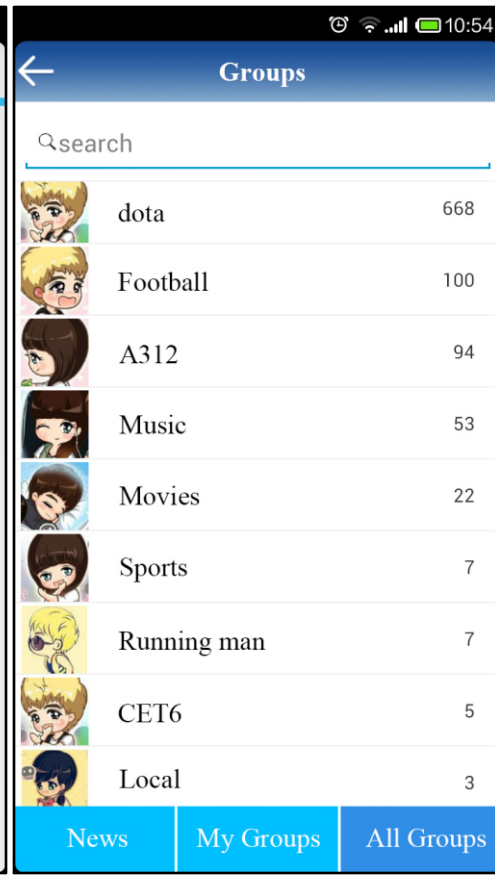 10:54
Groups
search
dota 668
Football 100
A312 94
Music 53
Movies 22
Sports 7
Running man 7
CET6 5
Local 3
News My Groups All Groups